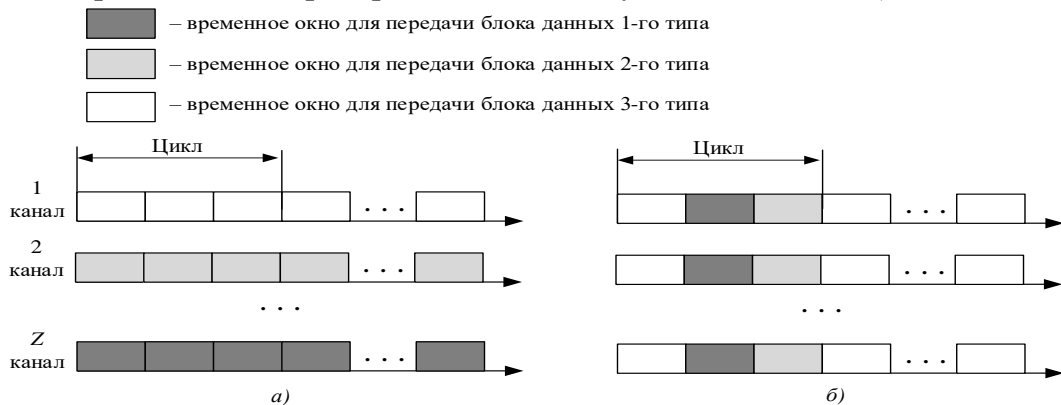 – временное окно для передачи блока данных 1-го типа
– временное окно для передачи блока данных 2-го типа
– временное окно для передачи блока данных 3-го типа
Цикл
Цикл
1
канал
. . .
. . .
2
канал
. . .
. . .
. . .
. . .
Z
канал
. . .
. . .
а)
б)